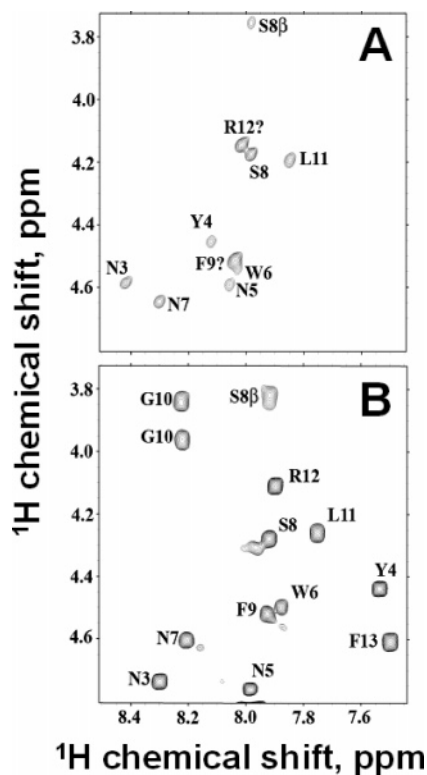 A
S8β
3.8
4.0
R12?
4.2
S8
L11
Y4
4.4
F9?
W6
N3
4.6
N5
N7
¹H chemical shift, ppm
B
S8β
3.8
G10
4.0
G10
R12
L11
4.2
S8
Y4
4.4
W6
F9
N7
4.6
F13
N3
N5
4.8
8.4 8.2 8.0 7.8 7.6
¹H chemical shift, ppm